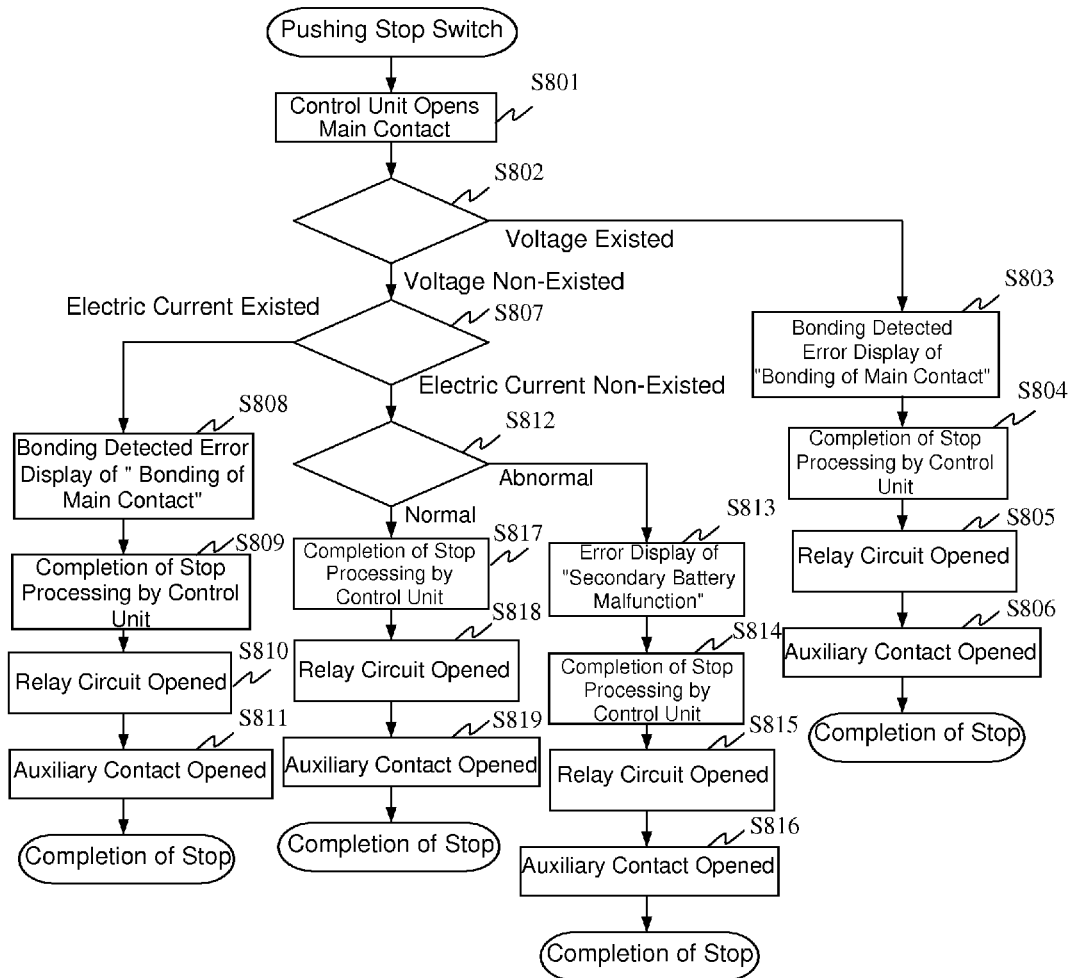 Pushing Stop Switch
S801
Control Unit Opens
Main Contact
S802
Voltage Existed
Voltage Non-Existed
Electric Current Existed
S807
S803
Bonding Detected
Error Display of
"Bonding of Main Contact"
Electric Current Non-Existed
S808
Bonding Detected Error
Display of " Bonding of
Main Contact"
S812
Abnormal
Normal
S804
Completion of Stop
Processing by Control
Unit
S809
Completion of Stop
Processing by Control
Unit
S817
Completion of Stop
Processing by
Control Unit
S813
Error Display of
"Secondary Battery
Malfunction"
S805
Relay Circuit Opened
S810
Relay Circuit Opened
S818
Relay Circuit Opened
S814
Completion of Stop
Processing by
Control Unit
S806
Auxiliary Contact Opened
S811
Auxiliary Contact Opened
S819
Auxiliary Contact Opened
S815
Relay Circuit Opened
Completion of Stop
Completion of Stop
Completion of Stop
S816
Auxiliary Contact Opened
Completion of Stop